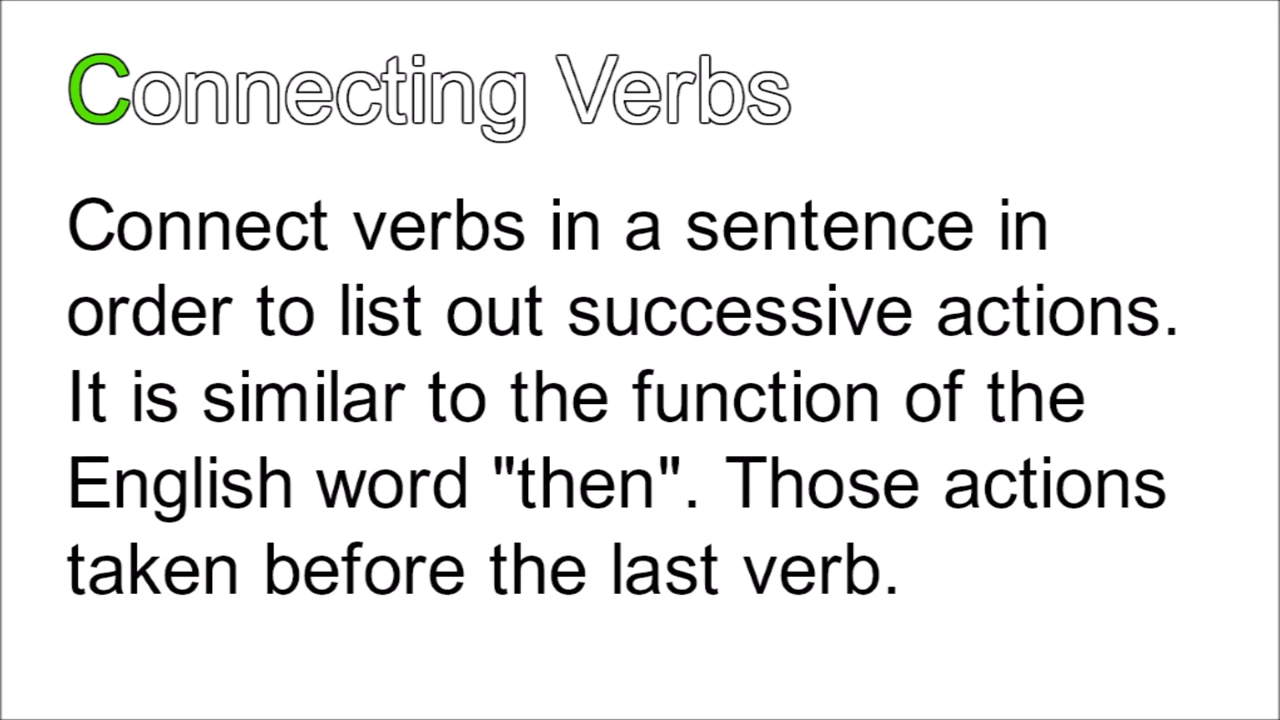 Connecting Verbs
Connect verbs in a sentence in
order to list out successive actions.
It is similar to the function of the
English word "then". Those actions
taken before the last verb.